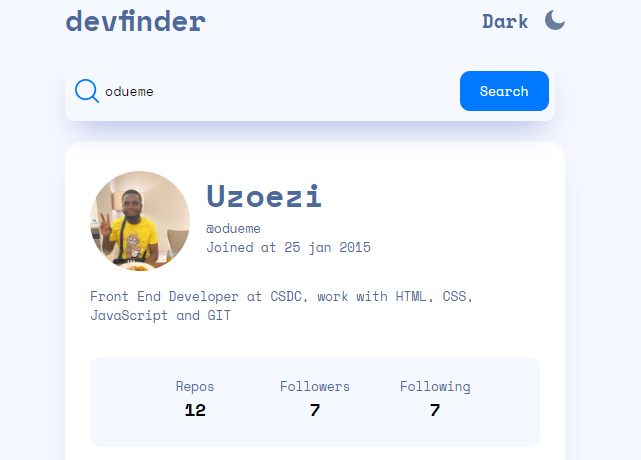 devfinder
Dark
odueme
Search
Uzoezi
@odueme
Joined at 25 jan 2015
Front End Developer at CSDC, work with HTML, CSS,
JavaScript and GIT
Repos Followers Following
12 7 7